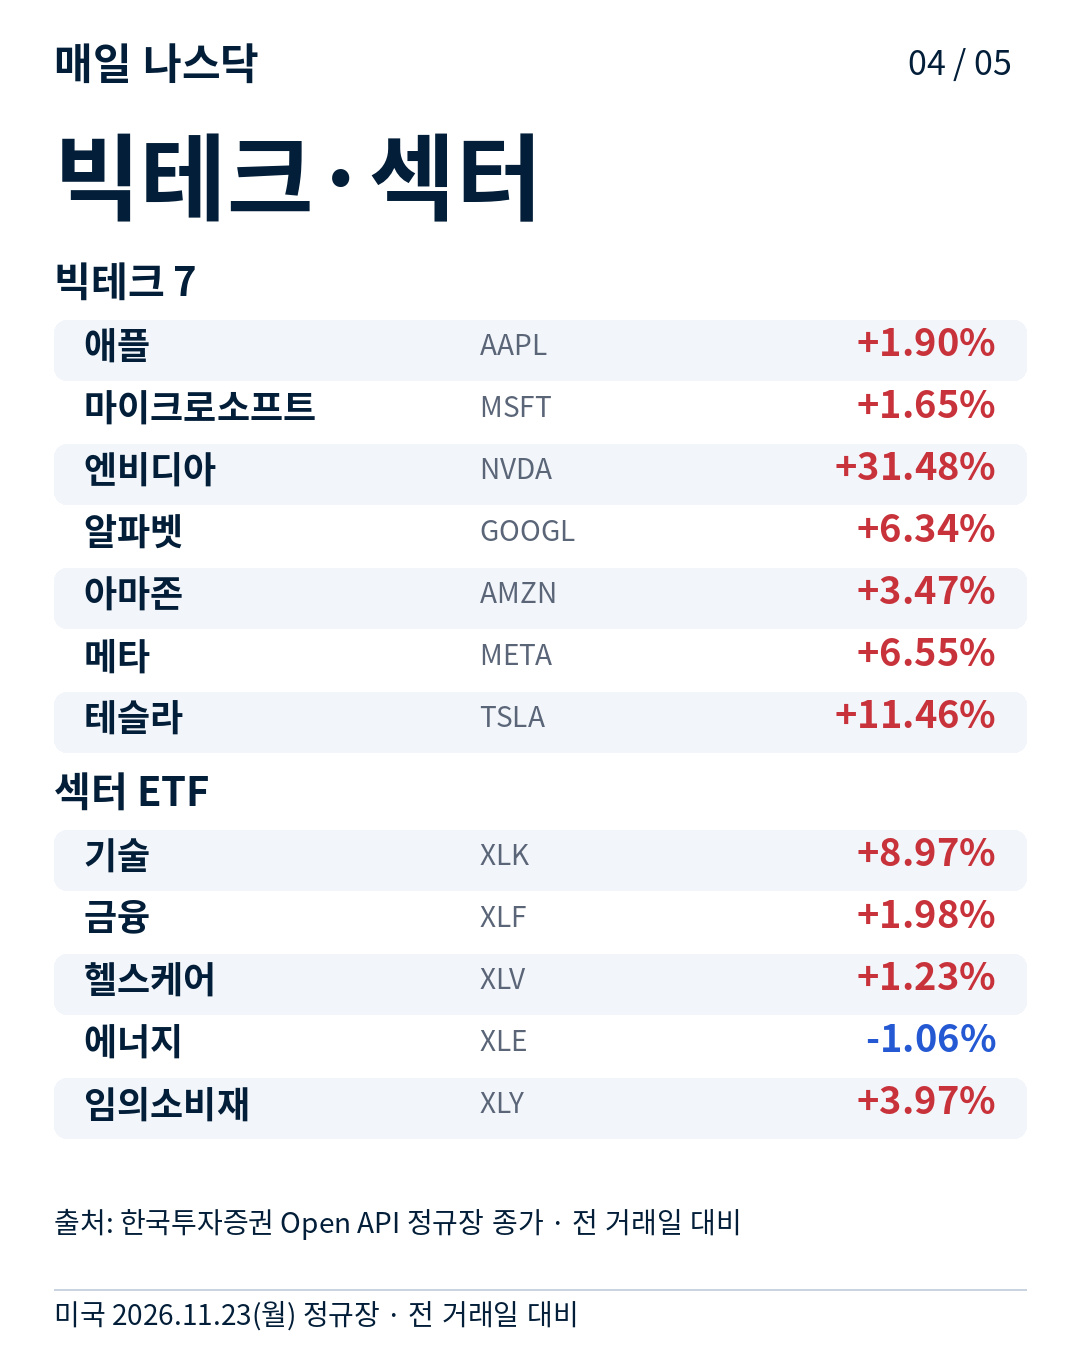 매일 나스닥
04 / 05
빅테크 · 섹터
빅테크 7
애플 AAPL +1.90%
마이크로소프트 MSFT +1.65%
엔비디아 NVDA +31.48%
알파벳 GOOGL +6.34%
아마존 AMZN +3.47%
메타 META +6.55%
테슬라 TSLA +11.46%
섹터 ETF
기술 XLK +8.97%
금융 XLF +1.98%
헬스케어 XLV +1.23%
에너지 XLE -1.06%
임의소비재 XLY +3.97%
출처: 한국투자증권 Open API 정규장 종가 · 전 거래일 대비
미국 2026.11.23(월) 정규장 · 전 거래일 대비